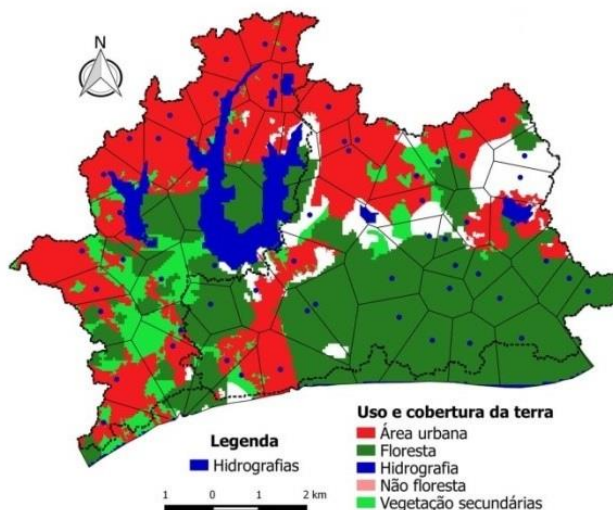 N
Legenda
Hidrografias
1 0 1 2 km
Uso e cobertura da terra
Área urbana
Floresta
Hidrografia
Não floresta
Vegetação secundárias